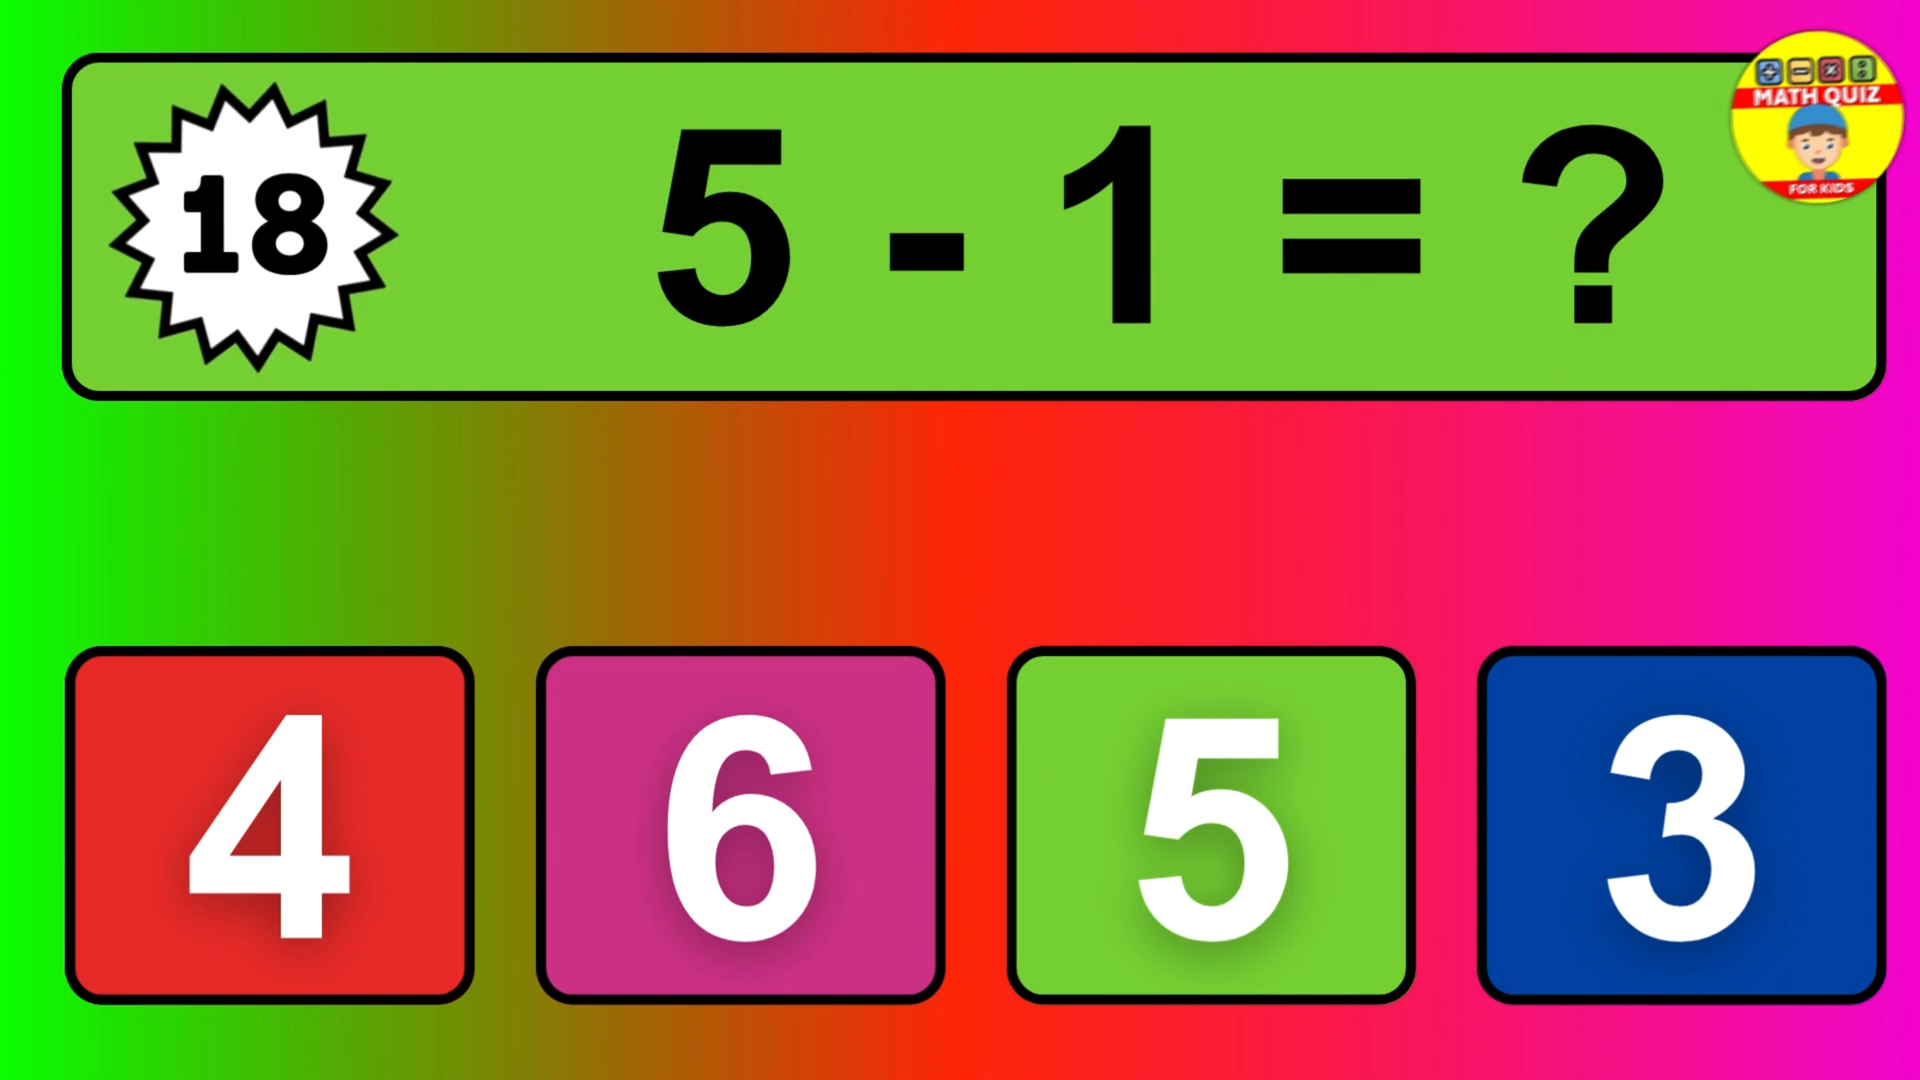 18
5 - 1 = ?
+ - × ÷
MATH QUIZ
FOR KIDS
4 6 5 3